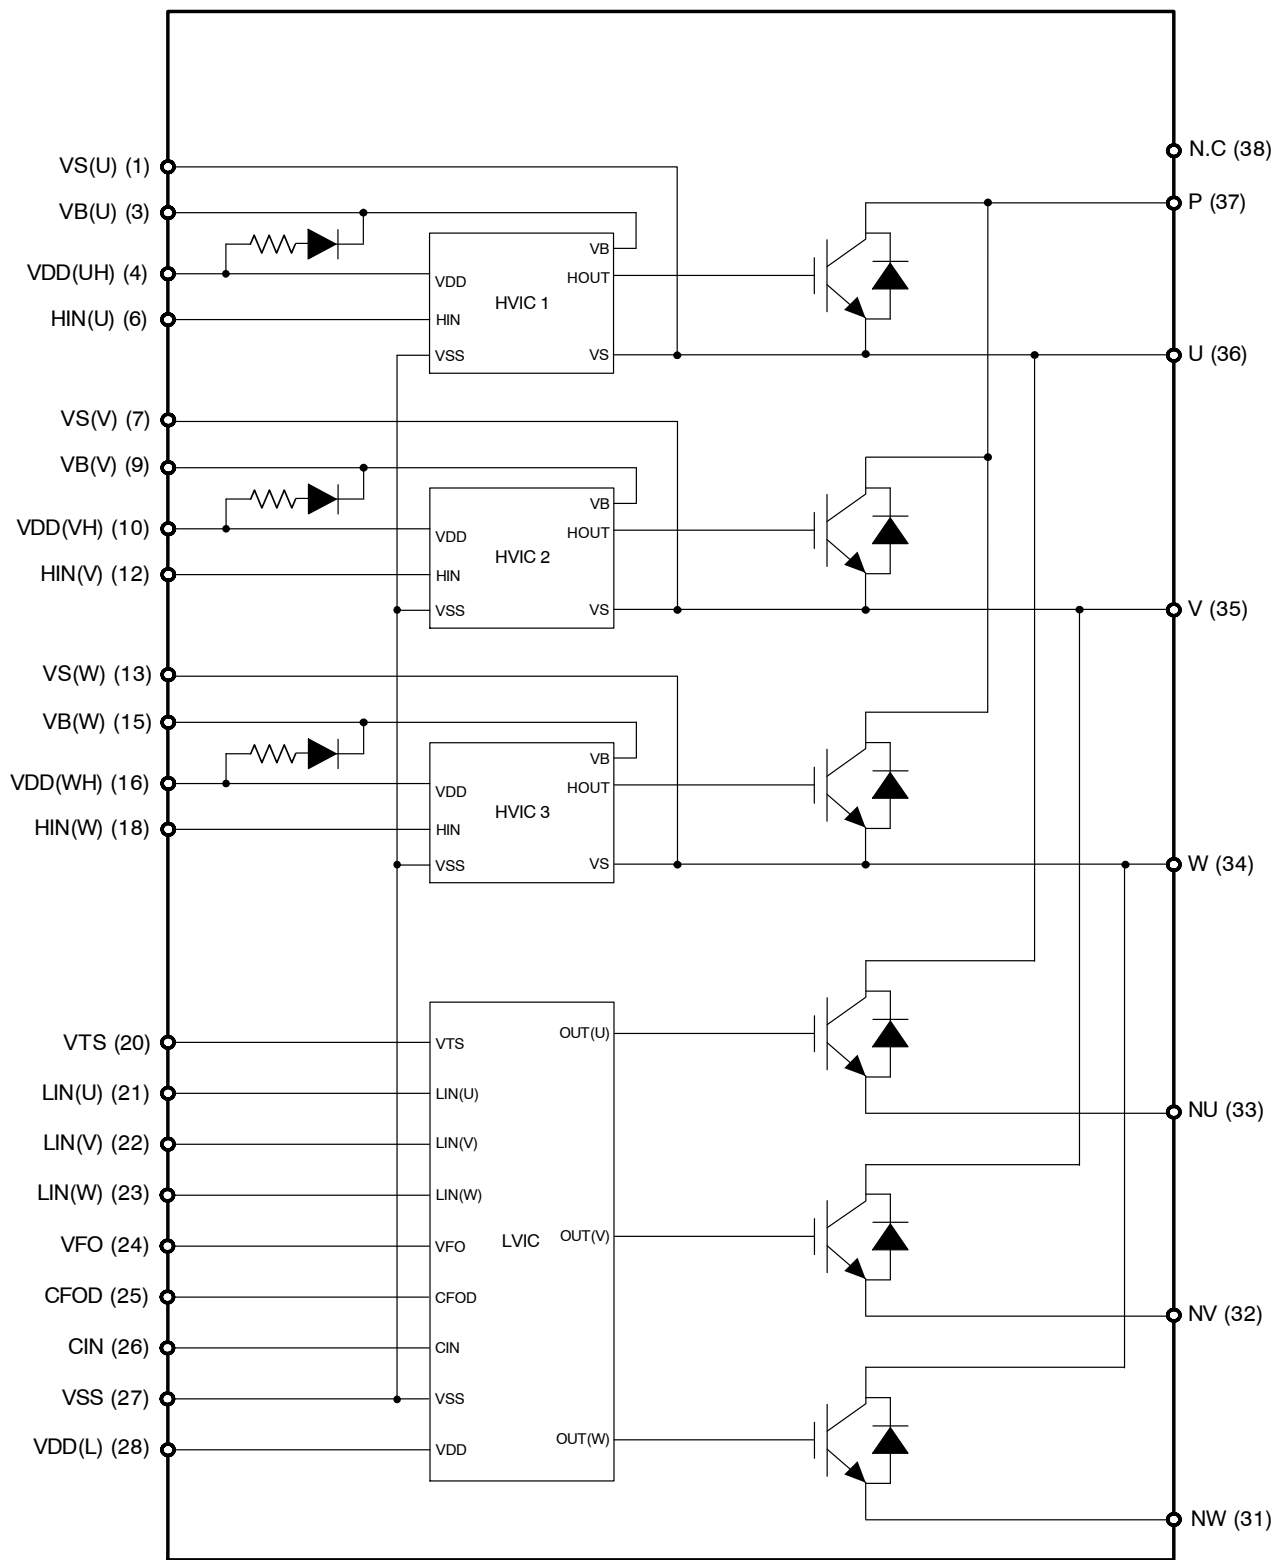 VS(U) (1)
VB(U) (3)
VDD(UH) (4)
HIN(U) (6)
VS(V) (7)
VB(V) (9)
VDD(VH) (10)
HIN(V) (12)
VS(W) (13)
VB(W) (15)
VDD(WH) (16)
HIN(W) (18)
VTS (20)
LIN(U) (21)
LIN(V) (22)
LIN(W) (23)
VFO (24)
CFOD (25)
CIN (26)
VSS (27)
VDD(L) (28)
VB
VDD
HOUT
HVIC 1
HIN
VSS
VS
VB
VDD
HOUT
HVIC 2
HIN
VSS
VS
VB
VDD
HOUT
HVIC 3
HIN
VSS
VS
VTS
OUT(U)
LIN(U)
LIN(V)
LIN(W)
VFO
LVIC
OUT(V)
CFOD
CIN
VSS
OUT(W)
VDD
N.C (38)
P (37)
U (36)
V (35)
W (34)
NU (33)
NV (32)
NW (31)